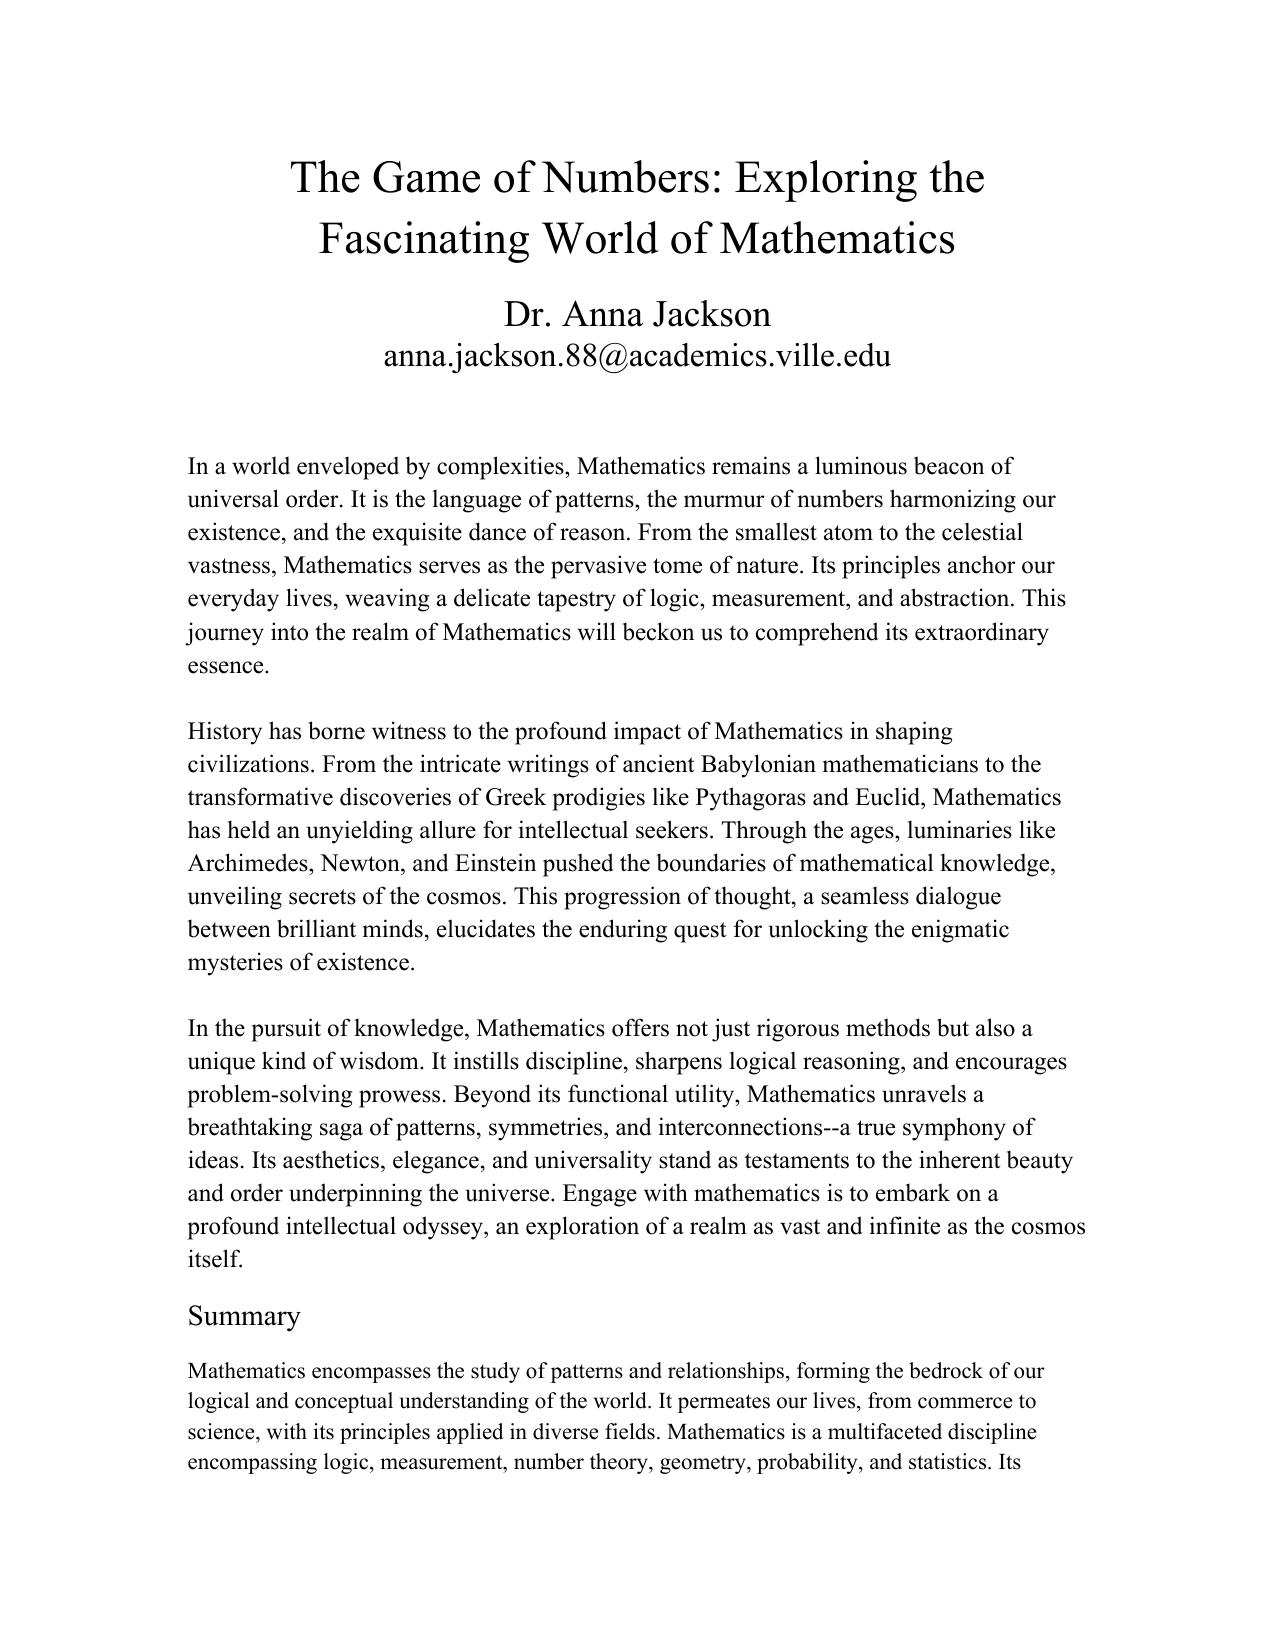 The Game of Numbers: Exploring the
Fascinating World of Mathematics
Dr. Anna Jackson
anna.jackson.88@academics.ville.edu
In a world enveloped by complexities, Mathematics remains a luminous beacon of
universal order. It is the language of patterns, the murmur of numbers harmonizing our
existence, and the exquisite dance of reason. From the smallest atom to the celestial
vastness, Mathematics serves as the pervasive tome of nature. Its principles anchor our
everyday lives, weaving a delicate tapestry of logic, measurement, and abstraction. This
journey into the realm of Mathematics will beckon us to comprehend its extraordinary
essence.
History has borne witness to the profound impact of Mathematics in shaping
civilizations. From the intricate writings of ancient Babylonian mathematicians to the
transformative discoveries of Greek prodigies like Pythagoras and Euclid, Mathematics
has held an unyielding allure for intellectual seekers. Through the ages, luminaries like
Archimedes, Newton, and Einstein pushed the boundaries of mathematical knowledge,
unveiling secrets of the cosmos. This progression of thought, a seamless dialogue
between brilliant minds, elucidates the enduring quest for unlocking the enigmatic
mysteries of existence.
In the pursuit of knowledge, Mathematics offers not just rigorous methods but also a
unique kind of wisdom. It instills discipline, sharpens logical reasoning, and encourages
problem-solving prowess. Beyond its functional utility, Mathematics unravels a
breathtaking saga of patterns, symmetries, and interconnections--a true symphony of
ideas. Its aesthetics, elegance, and universality stand as testaments to the inherent beauty
and order underpinning the universe. Engage with mathematics is to embark on a
profound intellectual odyssey, an exploration of a realm as vast and infinite as the cosmos
itself.
Summary
Mathematics encompasses the study of patterns and relationships, forming the bedrock of our
logical and conceptual understanding of the world. It permeates our lives, from commerce to
science, with its principles applied in diverse fields. Mathematics is a multifaceted discipline
encompassing logic, measurement, number theory, geometry, probability, and statistics. Its